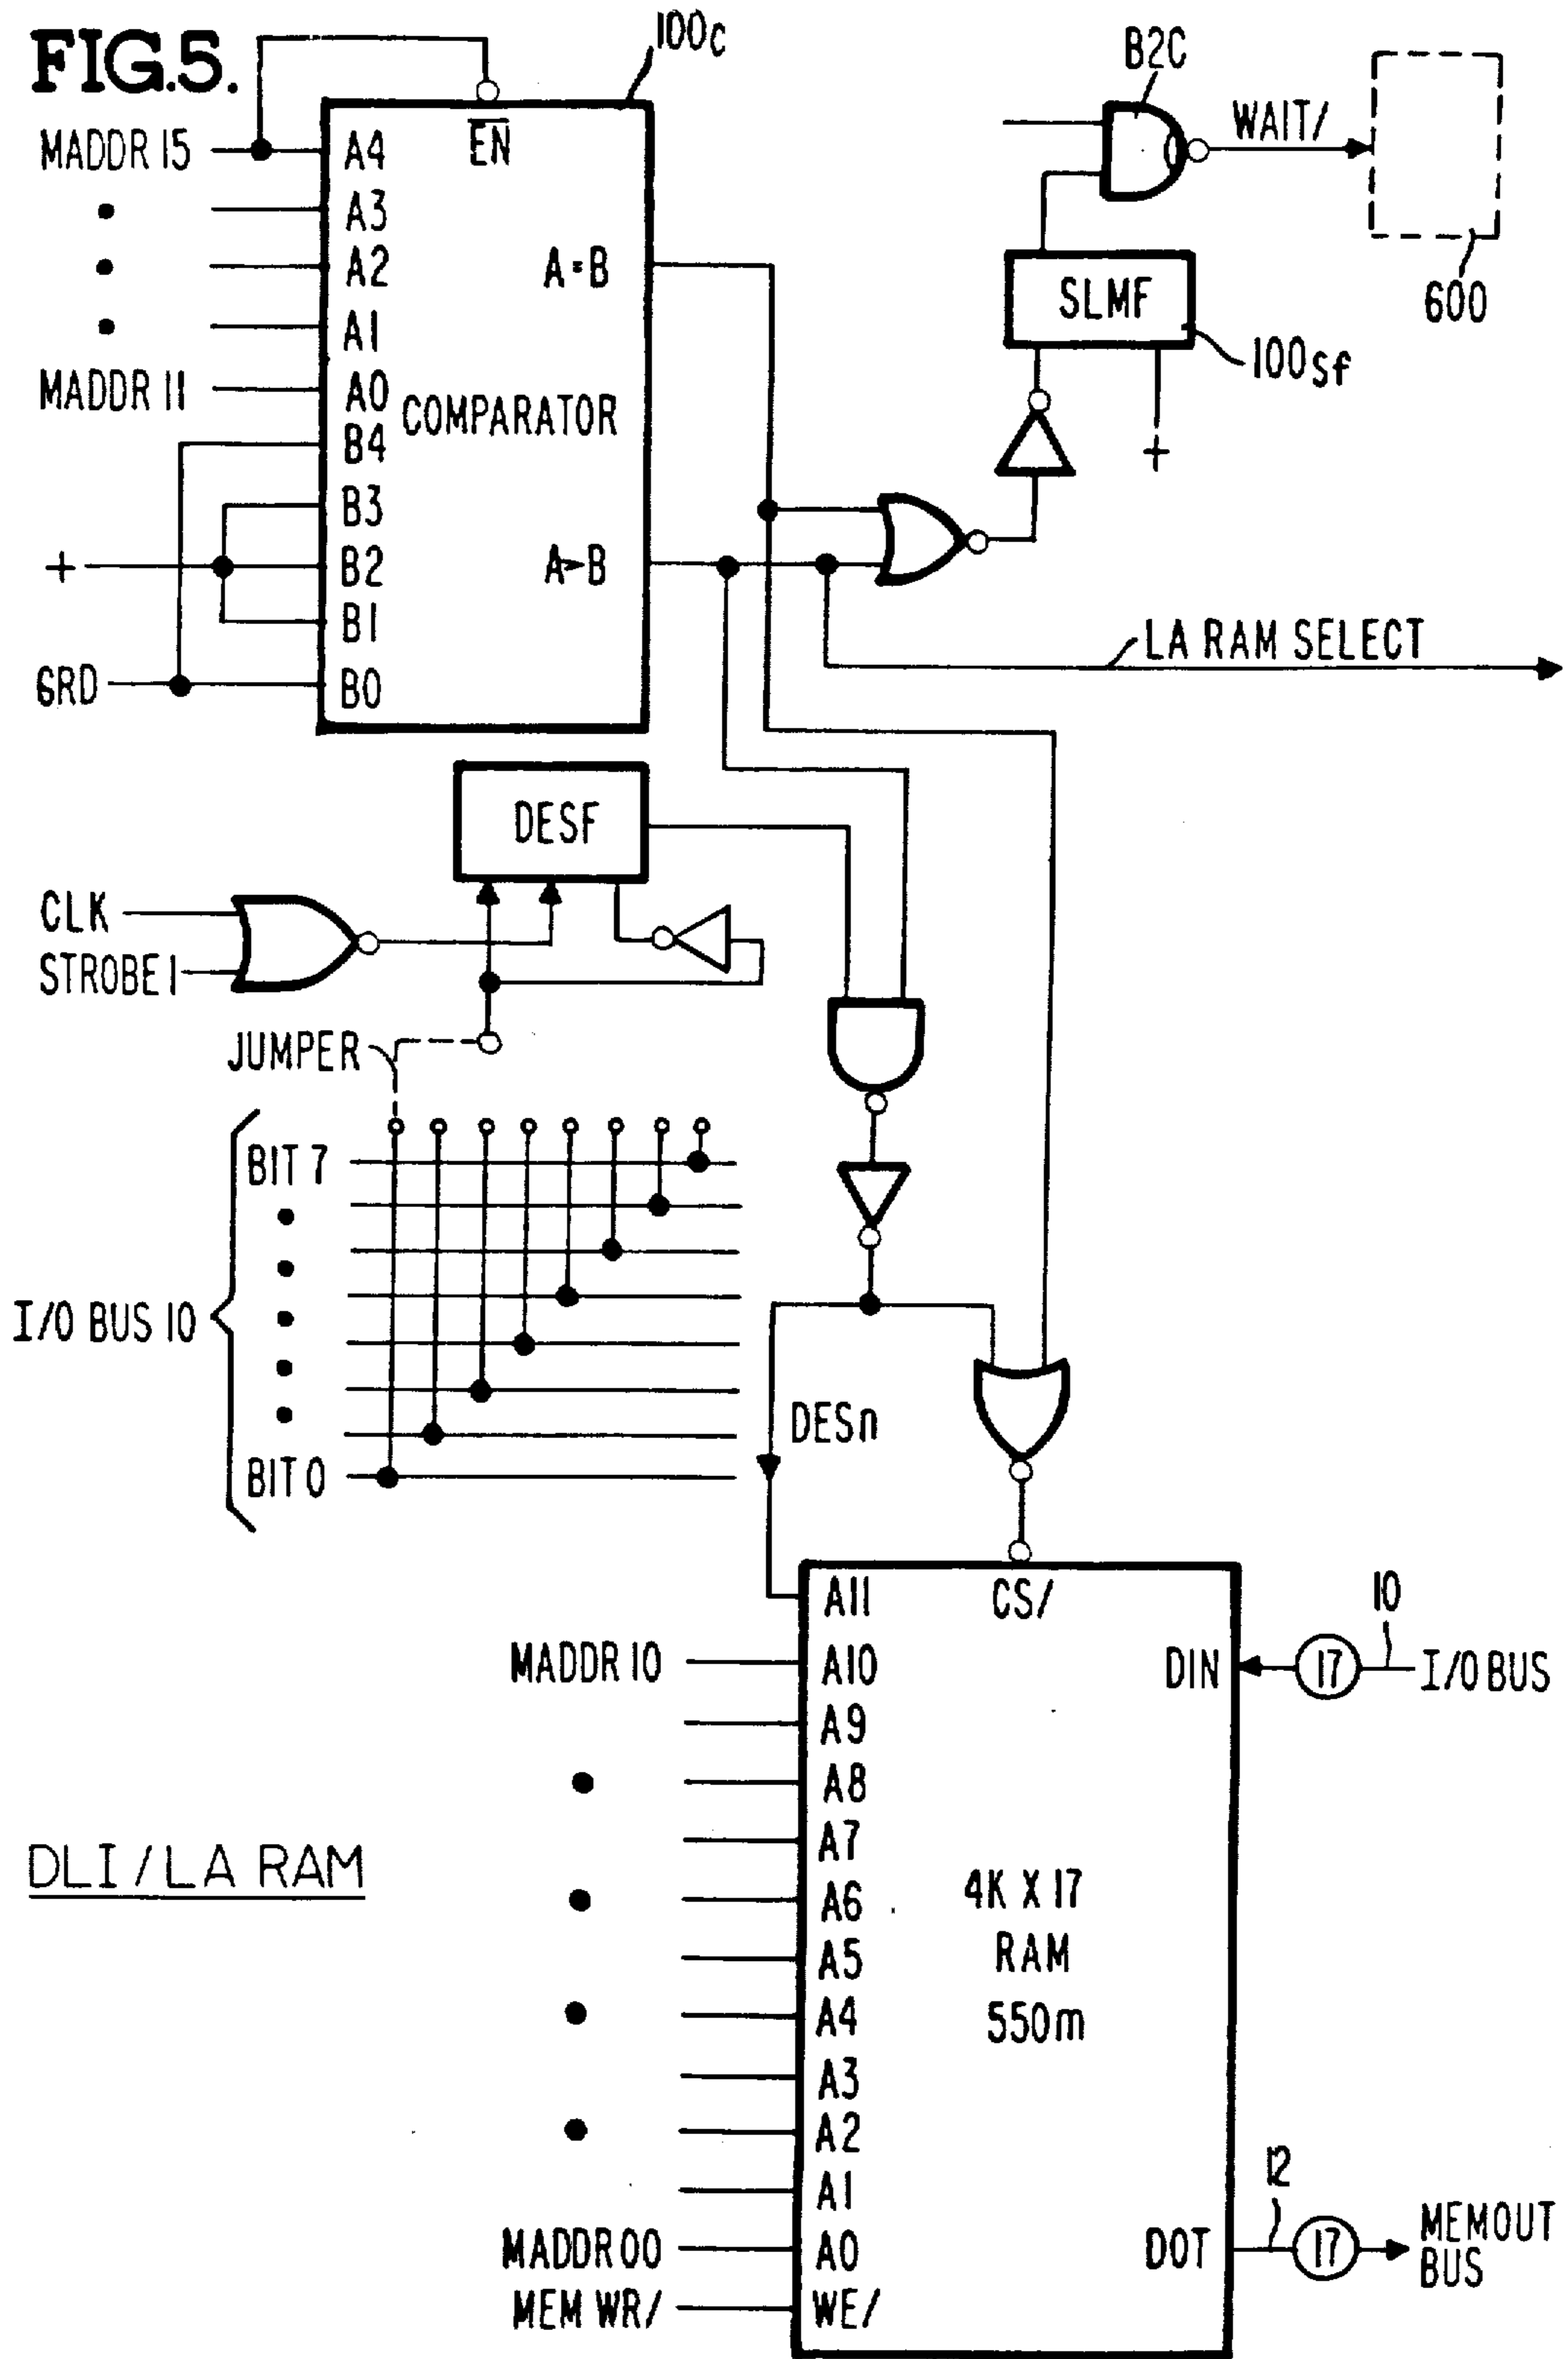 FIG.5.
100c
B2C
WAIT/
MADDR 15
A4
EN
A3
A2
A=B
A1
SLMF
600
100sf
MADDR 11
A0
COMPARATOR
B4
+
B3
+
B2
A>B
B1
LA RAM SELECT
GRD
B0
DESF
CLK
STROBE 1
JUMPER
BIT 7
I/O BUS 10
DESn
BIT 0
A11
CS/
10
MADDR 10
A10
DIN
17
I/O BUS
A9
A8
A7
DLI/LA RAM
A6
4K X 17
RAM
A5
550m
A4
A3
A2
A1
12
MADDR00
A0
DOT
17
MEMOUT
BUS
MEM WR/
WE/